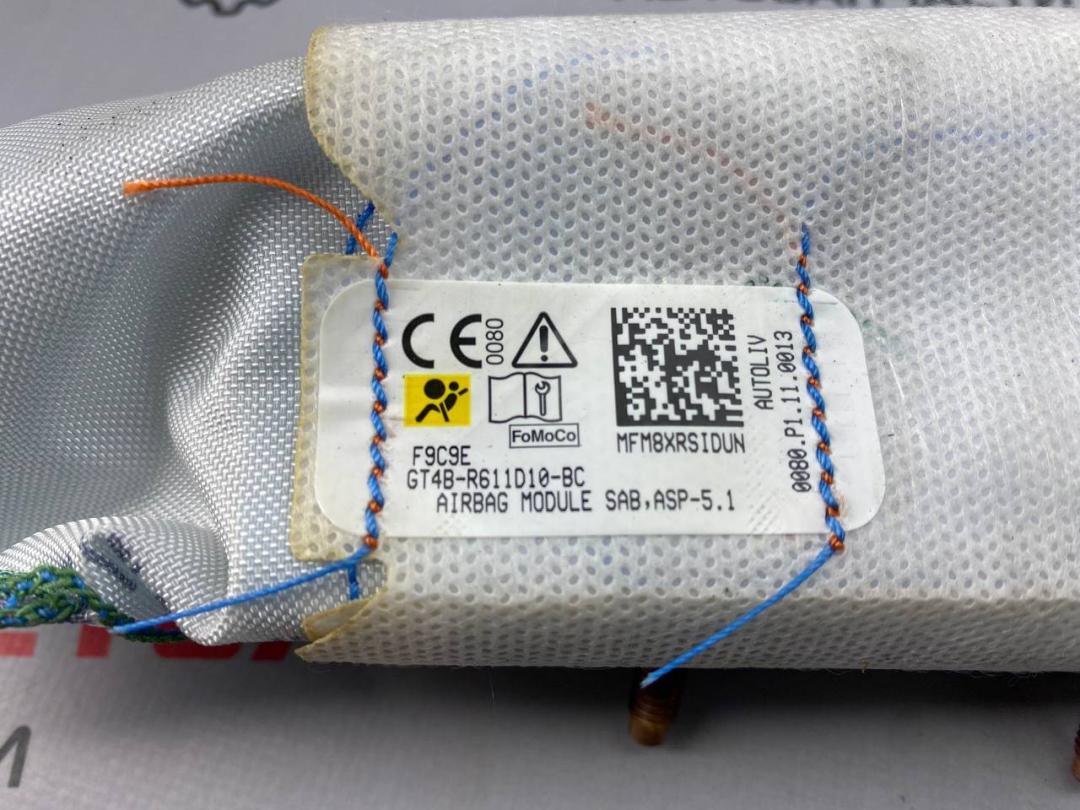 CE 0080
FoMoCo
MFM8XRSIDUN
AUTOLIV
0080.P1.11.0013
F9C9E
GT4B-R611D10-BC
AIRBAG MODULE SAB,ASP-5.1